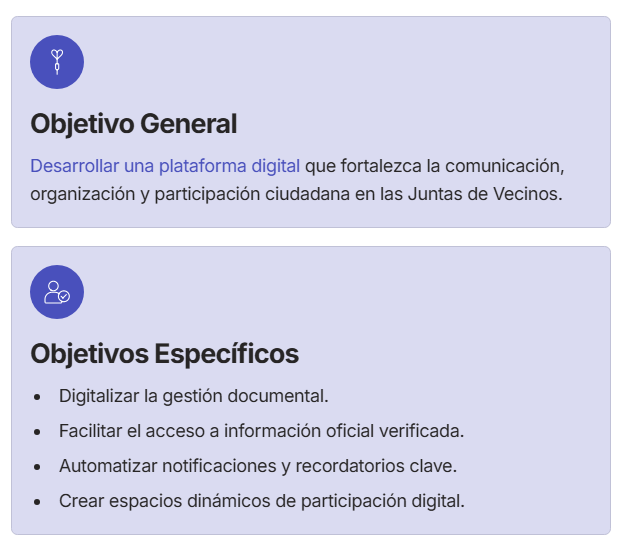 Objetivo General
Desarrollar una plataforma digital que fortalezca la comunicación,
organización y participación ciudadana en las Juntas de Vecinos.
Objetivos Específicos
• Digitalizar la gestión documental.
• Facilitar el acceso a información oficial verificada.
• Automatizar notificaciones y recordatorios clave.
• Crear espacios dinámicos de participación digital.